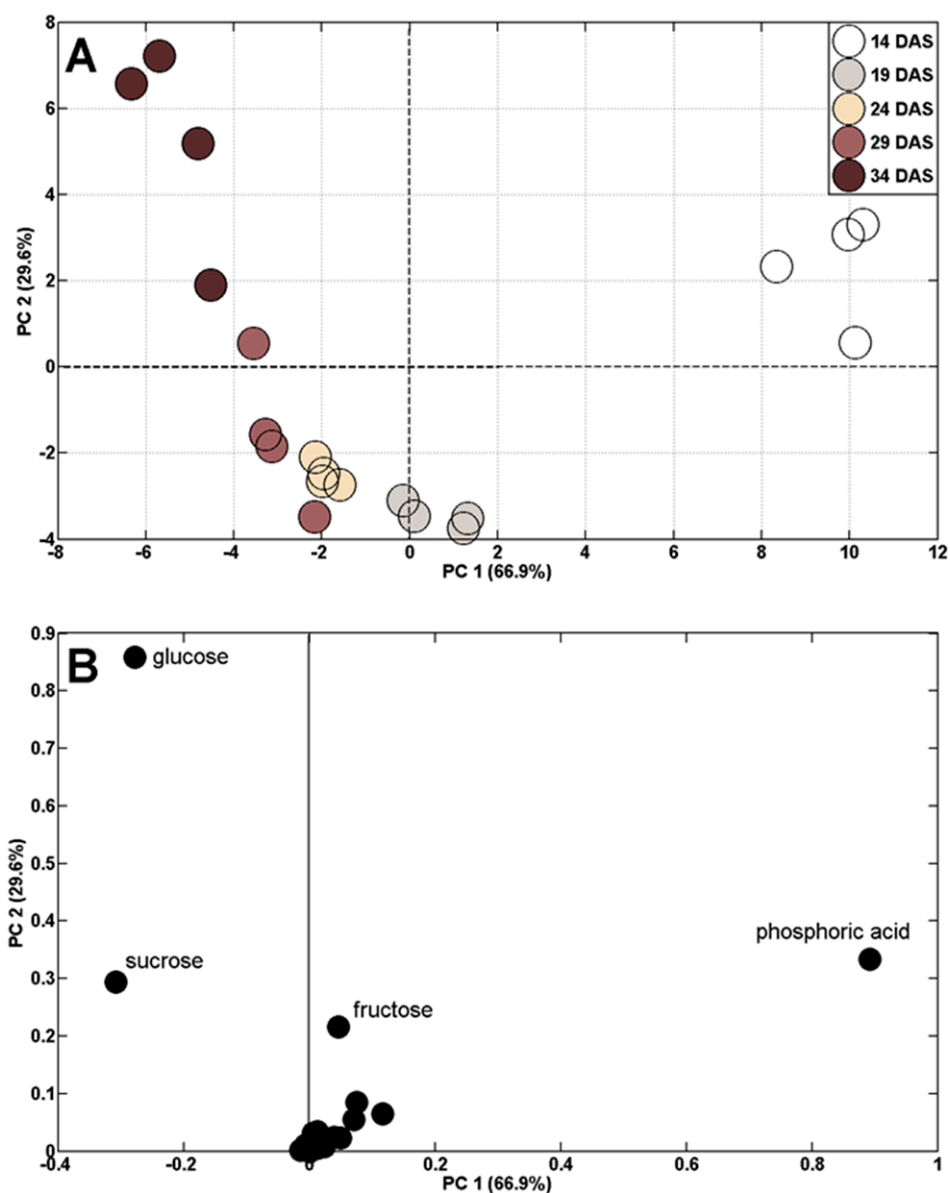 A
14 DAS
19 DAS
24 DAS
29 DAS
34 DAS
8
6
4
2
0
-2
-4
PC 2 (29.6%)
-8 -6 -4 -2 0 2 4 6 8 10 12
PC 1 (66.9%)
B
glucose
phosphoric acid
sucrose
fructose
0.9
0.8
0.7
0.6
0.5
0.4
0.3
0.2
0.1
0
PC 2 (29.6%)
-0.4 -0.2 0 0.2 0.4 0.6 0.8 1
PC 1 (66.9%)